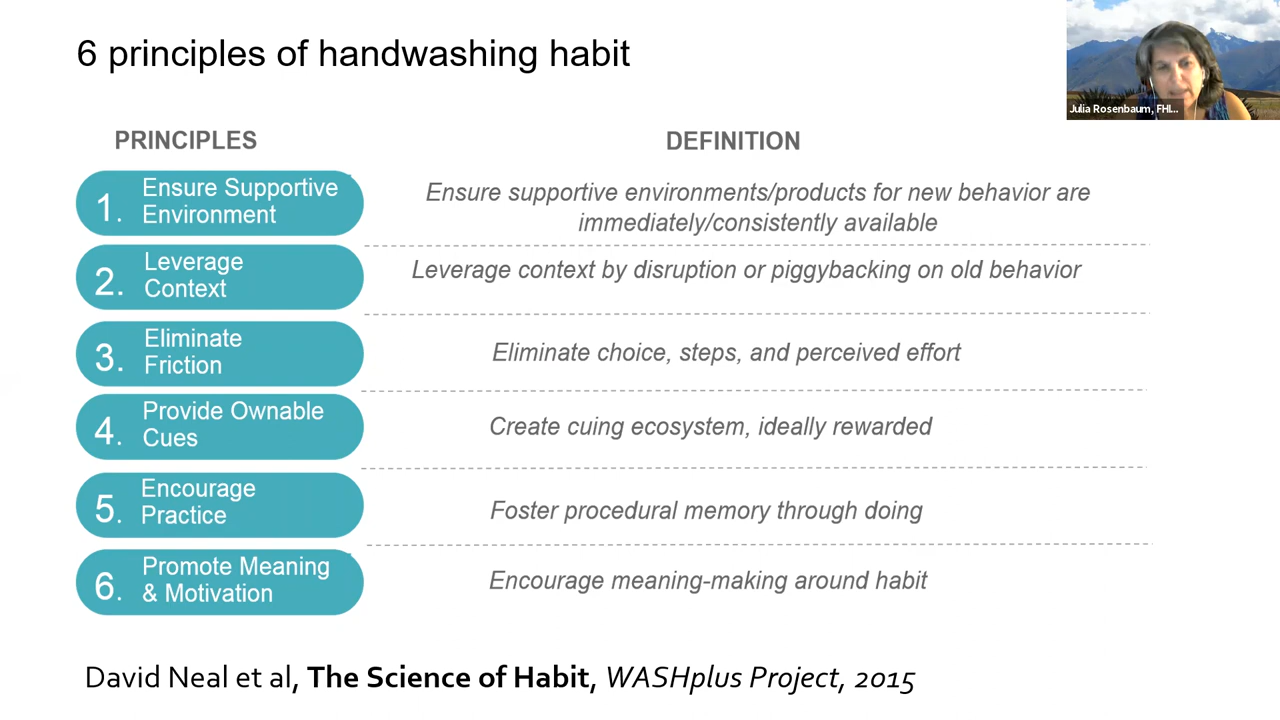 6 principles of handwashing habit
Julia Rosenbaum, FHI...
PRINCIPLES
DEFINITION
1. Ensure Supportive
Environment
Ensure supportive environments/products for new behavior are
immediately/consistently available
2. Leverage
Context
Leverage context by disruption or piggybacking on old behavior
3. Eliminate
Friction
Eliminate choice, steps, and perceived effort
4. Provide Ownable
Cues
Create cuing ecosystem, ideally rewarded
5. Encourage
Practice
Foster procedural memory through doing
6. Promote Meaning
& Motivation
Encourage meaning-making around habit
David Neal et al, The Science of Habit, WASHplus Project, 2015